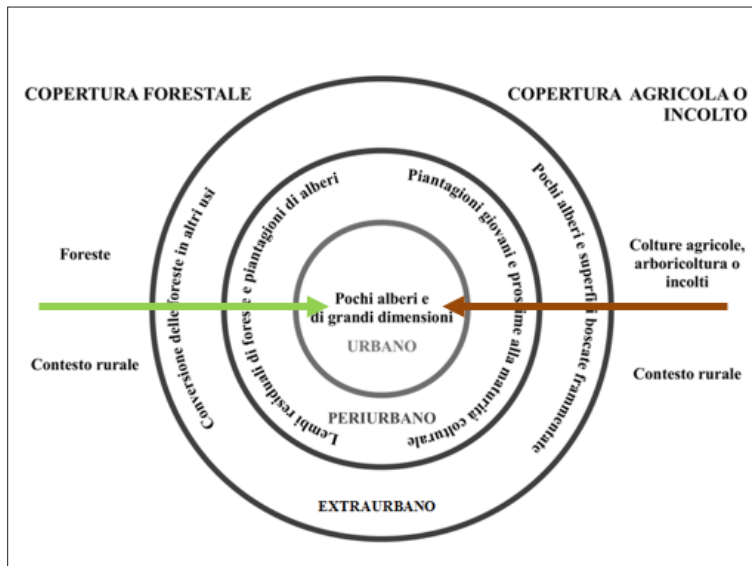 COPERTURA FORESTALE
COPERTURA AGRICOLA O
INCOLTO
Foreste
Contesto rurale
Conversione delle foreste in altri usi
Lembi residuali di foreste e piantagioni di alberi
Pochi alberi e
di grandi dimensioni
URBANO
PERIURBANO
EXTRAURBANO
Piantagioni giovani e prossime alla maturità colturale
Pochi alberi e superfici boscate frammentate
Colture agricole,
arboricoltura o
incolti
Contesto rurale